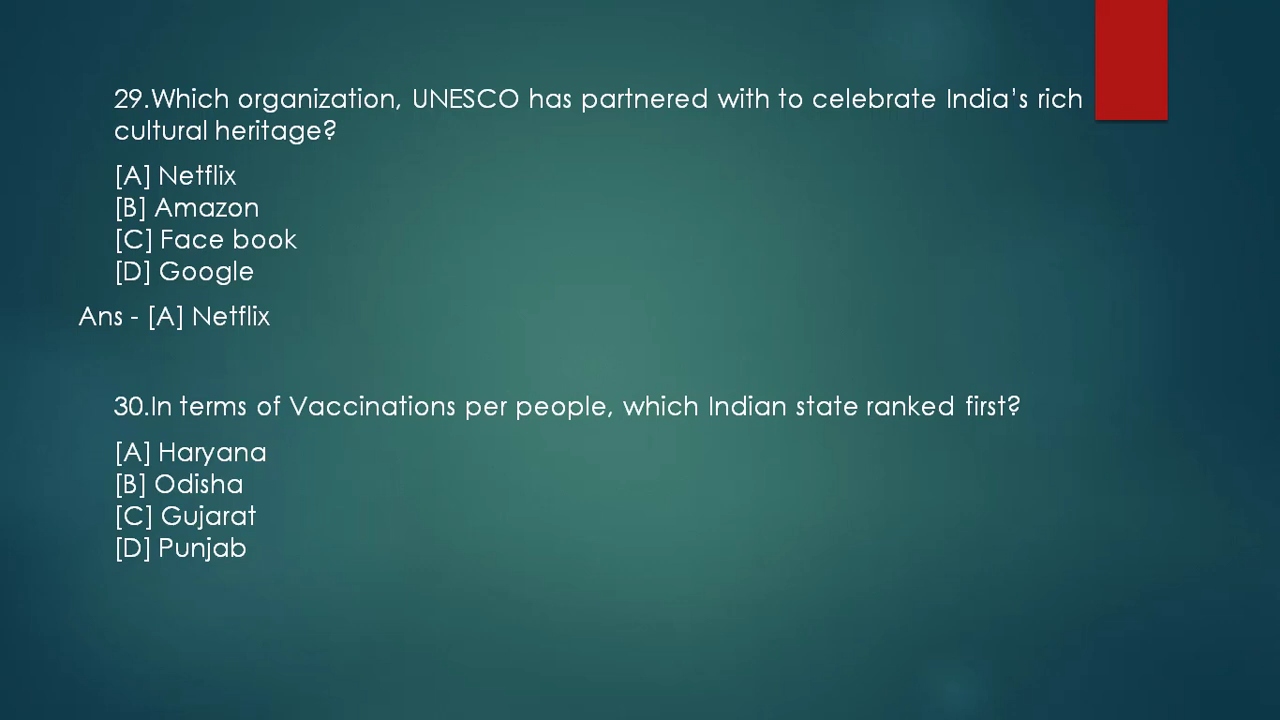 29.Which organization, UNESCO has partnered with to celebrate India’s rich
cultural heritage?
[A] Netflix
[B] Amazon
[C] Face book
[D] Google
Ans - [A] Netflix
30.In terms of Vaccinations per people, which Indian state ranked first?
[A] Haryana
[B] Odisha
[C] Gujarat
[D] Punjab